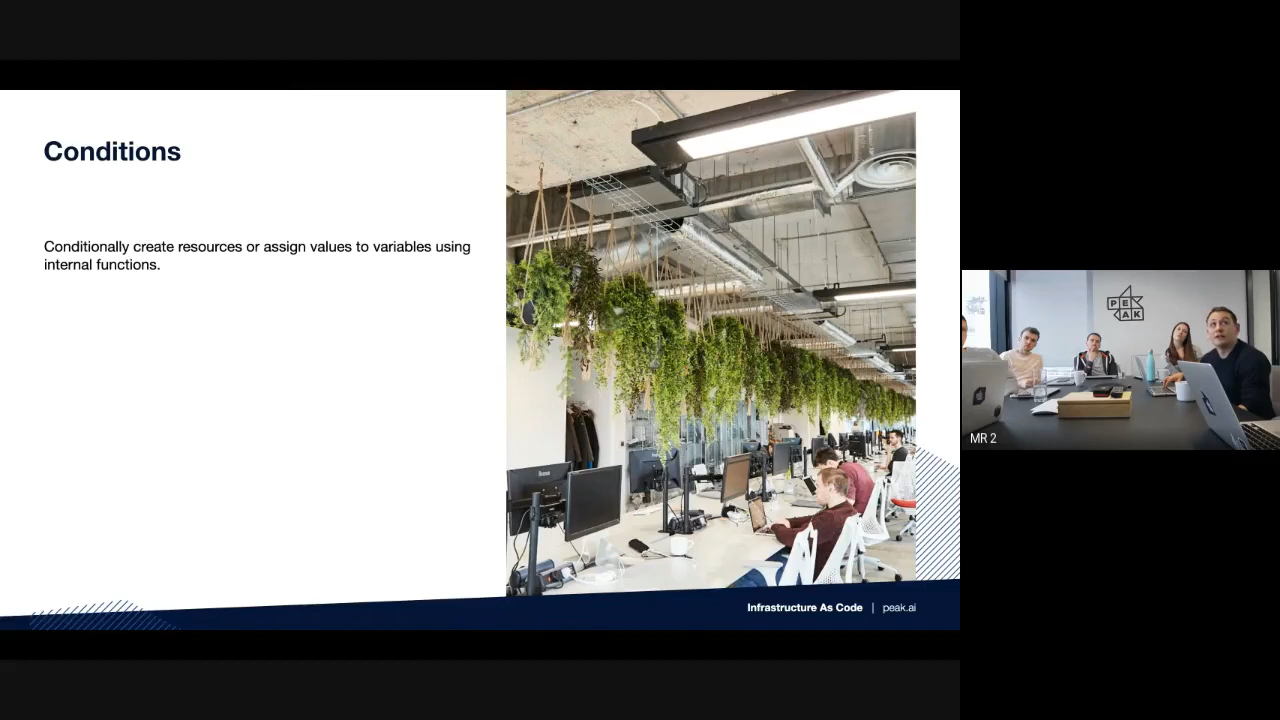 Conditions
Conditionally create resources or assign values to variables using
internal functions.
Infrastructure As Code | peak.ai
PE
AK
MR 2